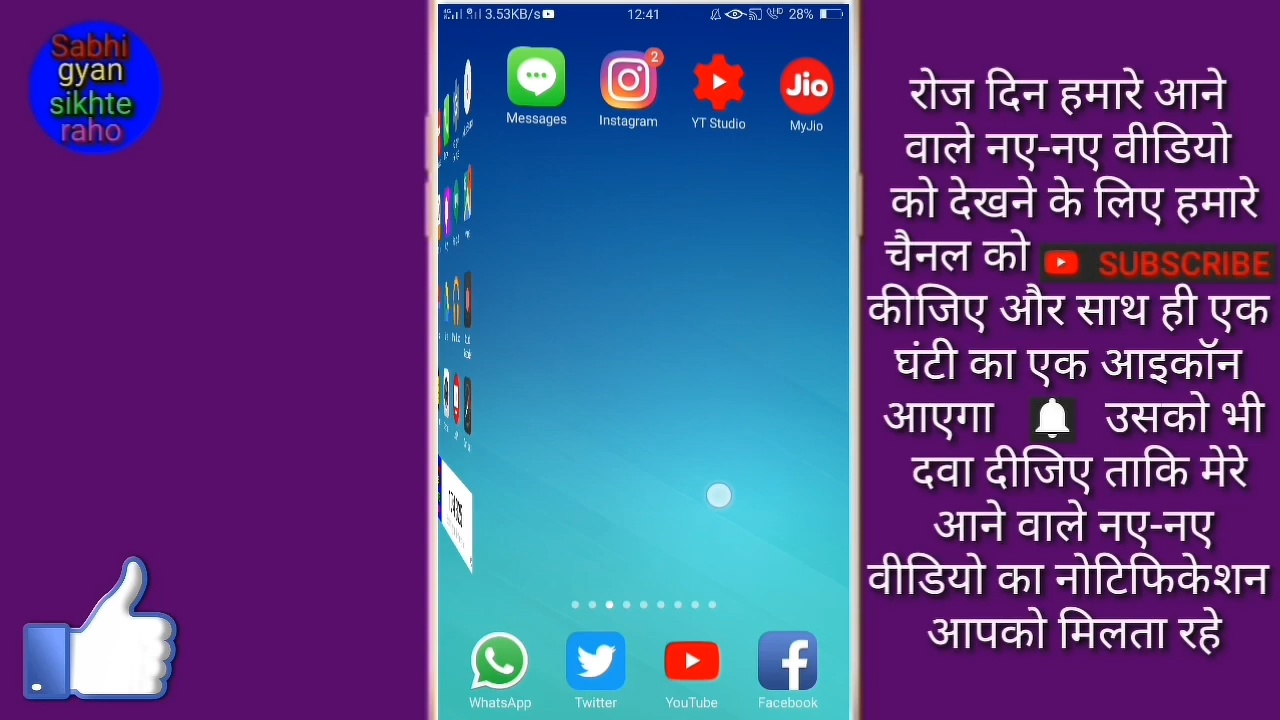 Sabhi
gyan
sikhte
raho
3.53KB/s
12:41
28%
Messages
2
Instagram
YT Studio
Jio
MyJio
WhatsApp
Twitter
YouTube
Facebook
रोज दिन हमारे आने
वाले नए-नए वीडियो
को देखने के लिए हमारे
चैनल को SUBSCRIBE
कीजिए और साथ ही एक
घंटी का एक आइकॉन
आएगा उसको भी
दवा दीजिए ताकि मेरे
आने वाले नए-नए
वीडियो का नोटिफिकेशन
आपको मिलता रहे